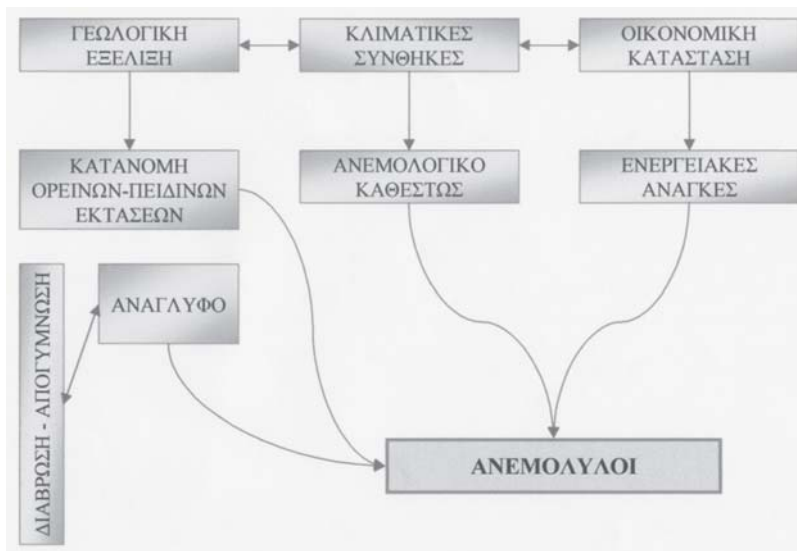 ΓΕΩΛΟΓΙΚΗ
ΕΞΕΛΙΞΗ
ΚΛΙΜΑΤΙΚΕΣ
ΣΥΝΘΗΚΕΣ
ΟΙΚΟΝΟΜΙΚΗ
ΚΑΤΑΣΤΑΣΗ
ΚΑΤΑΝΟΜΗ
ΟΡΕΙΝΩΝ-ΠΕΙΔΙΝΩΝ
ΕΚΤΑΣΕΩΝ
ΑΝΕΜΟΛΟΓΙΚΟ
ΚΑΘΕΣΤΩΣ
ΕΝΕΡΓΕΙΑΚΕΣ
ΑΝΑΓΚΕΣ
ΔΙΑΒΡΩΣΗ - ΑΠΟΓΥΜΝΩΣΗ
ΑΝΑΓΛΥΦΟ
ΑΝΕΜΟΛΥΛΟΙ